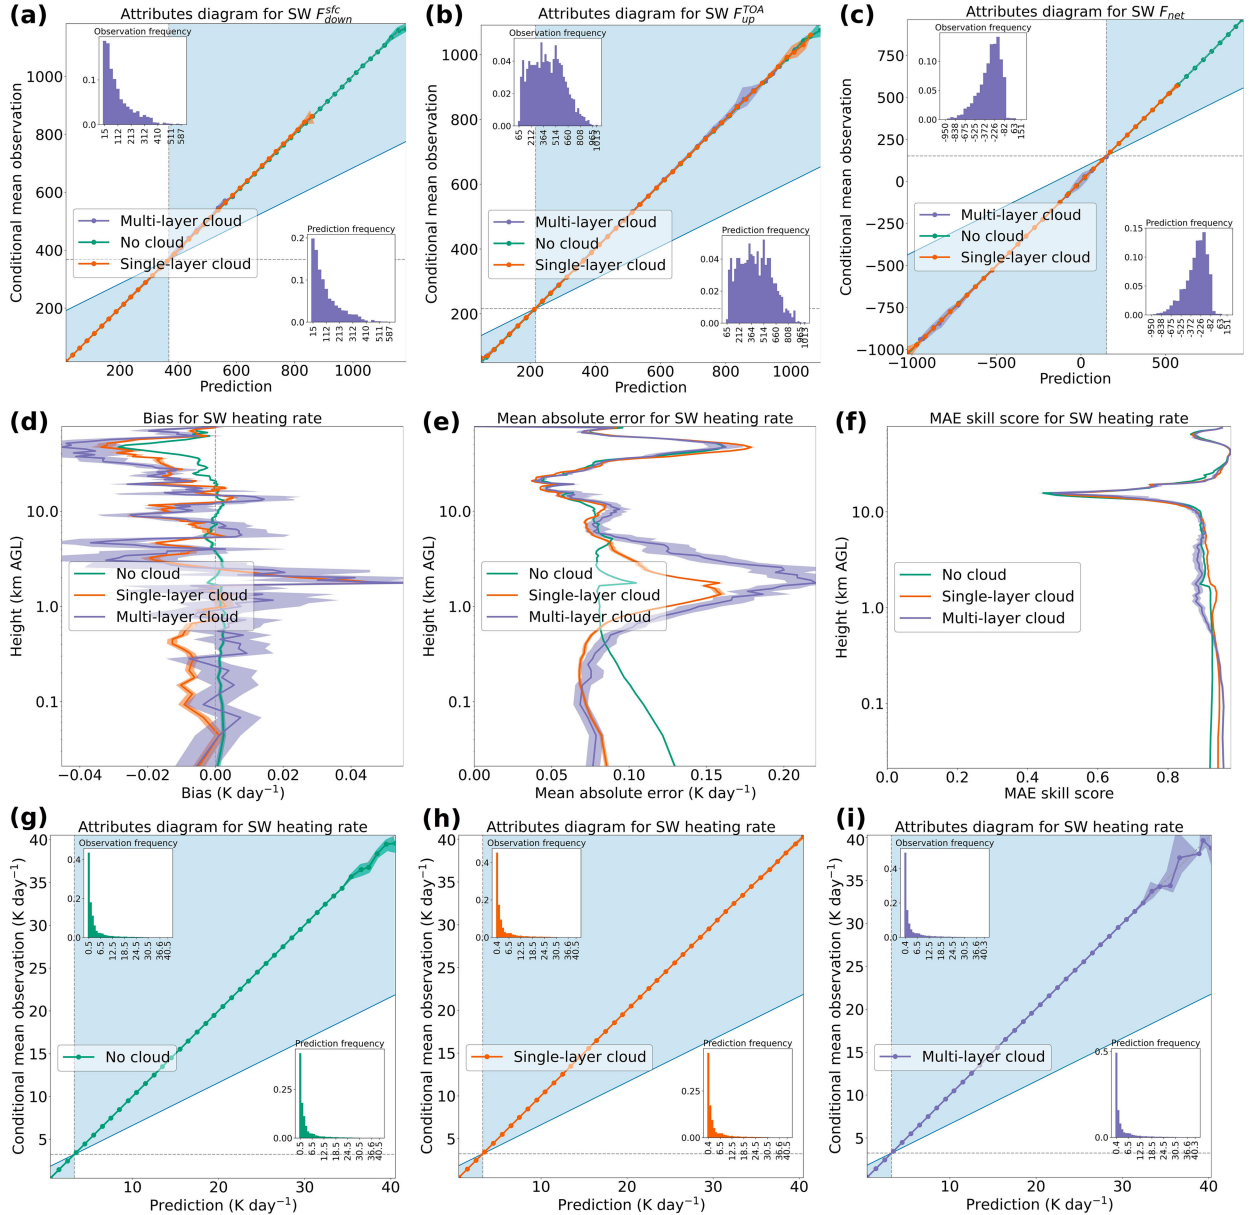 (a) Attributes diagram for SW F_down^sfc
Observation frequency
0.1
0.0
15 112 213 312 410 511 587
Conditional mean observation
1000
800
600
400
200
Multi-layer cloud
No cloud
Single-layer cloud
Prediction frequency
0.2
0.1
0.0
15 112 213 312 410 511 587
200 400 600 800 1000
Prediction
(b) Attributes diagram for SW F_up^TOA
Observation frequency
0.04
0.02
0.00
65 212 364 514 660 808 965 1013
Conditional mean observation
1000
800
600
400
200
Multi-layer cloud
No cloud
Single-layer cloud
Prediction frequency
0.04
0.02
0.00
65 212 364 514 660 808 965 1013
200 400 600 800 1000
Prediction
(c) Attributes diagram for SW F_net
Observation frequency
0.10
0.05
0.00
-950 -838 -675 -525 -372 -226 -82 63 151
Conditional mean observation
750
500
250
0
−250
−500
−750
−1000
Multi-layer cloud
No cloud
Single-layer cloud
Prediction frequency
0.15
0.10
0.05
0.00
-950 -838 -675 -525 -372 -226 -82 63 151
−1000 −500 0 500
Prediction
(d) Bias for SW heating rate
Height (km AGL)
10.0
1.0
0.1
No cloud
Single-layer cloud
Multi-layer cloud
−0.04 −0.02 0.00 0.02 0.04
Bias (K day⁻¹)
(e) Mean absolute error for SW heating rate
Height (km AGL)
10.0
1.0
0.1
No cloud
Single-layer cloud
Multi-layer cloud
0.00 0.05 0.10 0.15 0.20
Mean absolute error (K day⁻¹)
(f) MAE skill score for SW heating rate
Height (km AGL)
10.0
1.0
0.1
No cloud
Single-layer cloud
Multi-layer cloud
0.0 0.2 0.4 0.6 0.8
MAE skill score
(g) Attributes diagram for SW heating rate
Observation frequency
0.4
0.2
0.0
0.5 6.5 12.5 18.5 24.5 30.5 36.6 40.5
Conditional mean observation (K day⁻¹)
40
35
30
25
20
15
10
5
No cloud
Prediction frequency
0.25
0.00
0.5 6.5 12.5 18.5 24.5 30.5 36.6 40.5
10 20 30 40
Prediction (K day⁻¹)
(h) Attributes diagram for SW heating rate
Observation frequency
0.4
0.2
0.0
0.4 6.5 12.5 18.5 24.5 30.5 36.6 40.5
Conditional mean observation (K day⁻¹)
40
35
30
25
20
15
10
5
Single-layer cloud
Prediction frequency
0.25
0.00
0.4 6.5 12.5 18.5 24.5 30.5 36.6 40.5
10 20 30 40
Prediction (K day⁻¹)
(i) Attributes diagram for SW heating rate
Observation frequency
0.4
0.2
0.0
0.4 6.5 12.5 18.5 24.5 30.5 36.6 40.3
Conditional mean observation (K day⁻¹)
40
35
30
25
20
15
10
5
Multi-layer cloud
Prediction frequency
0.5
0.0
0.4 6.5 12.5 18.5 24.5 30.5 36.6 40.3
10 20 30 40
Prediction (K day⁻¹)